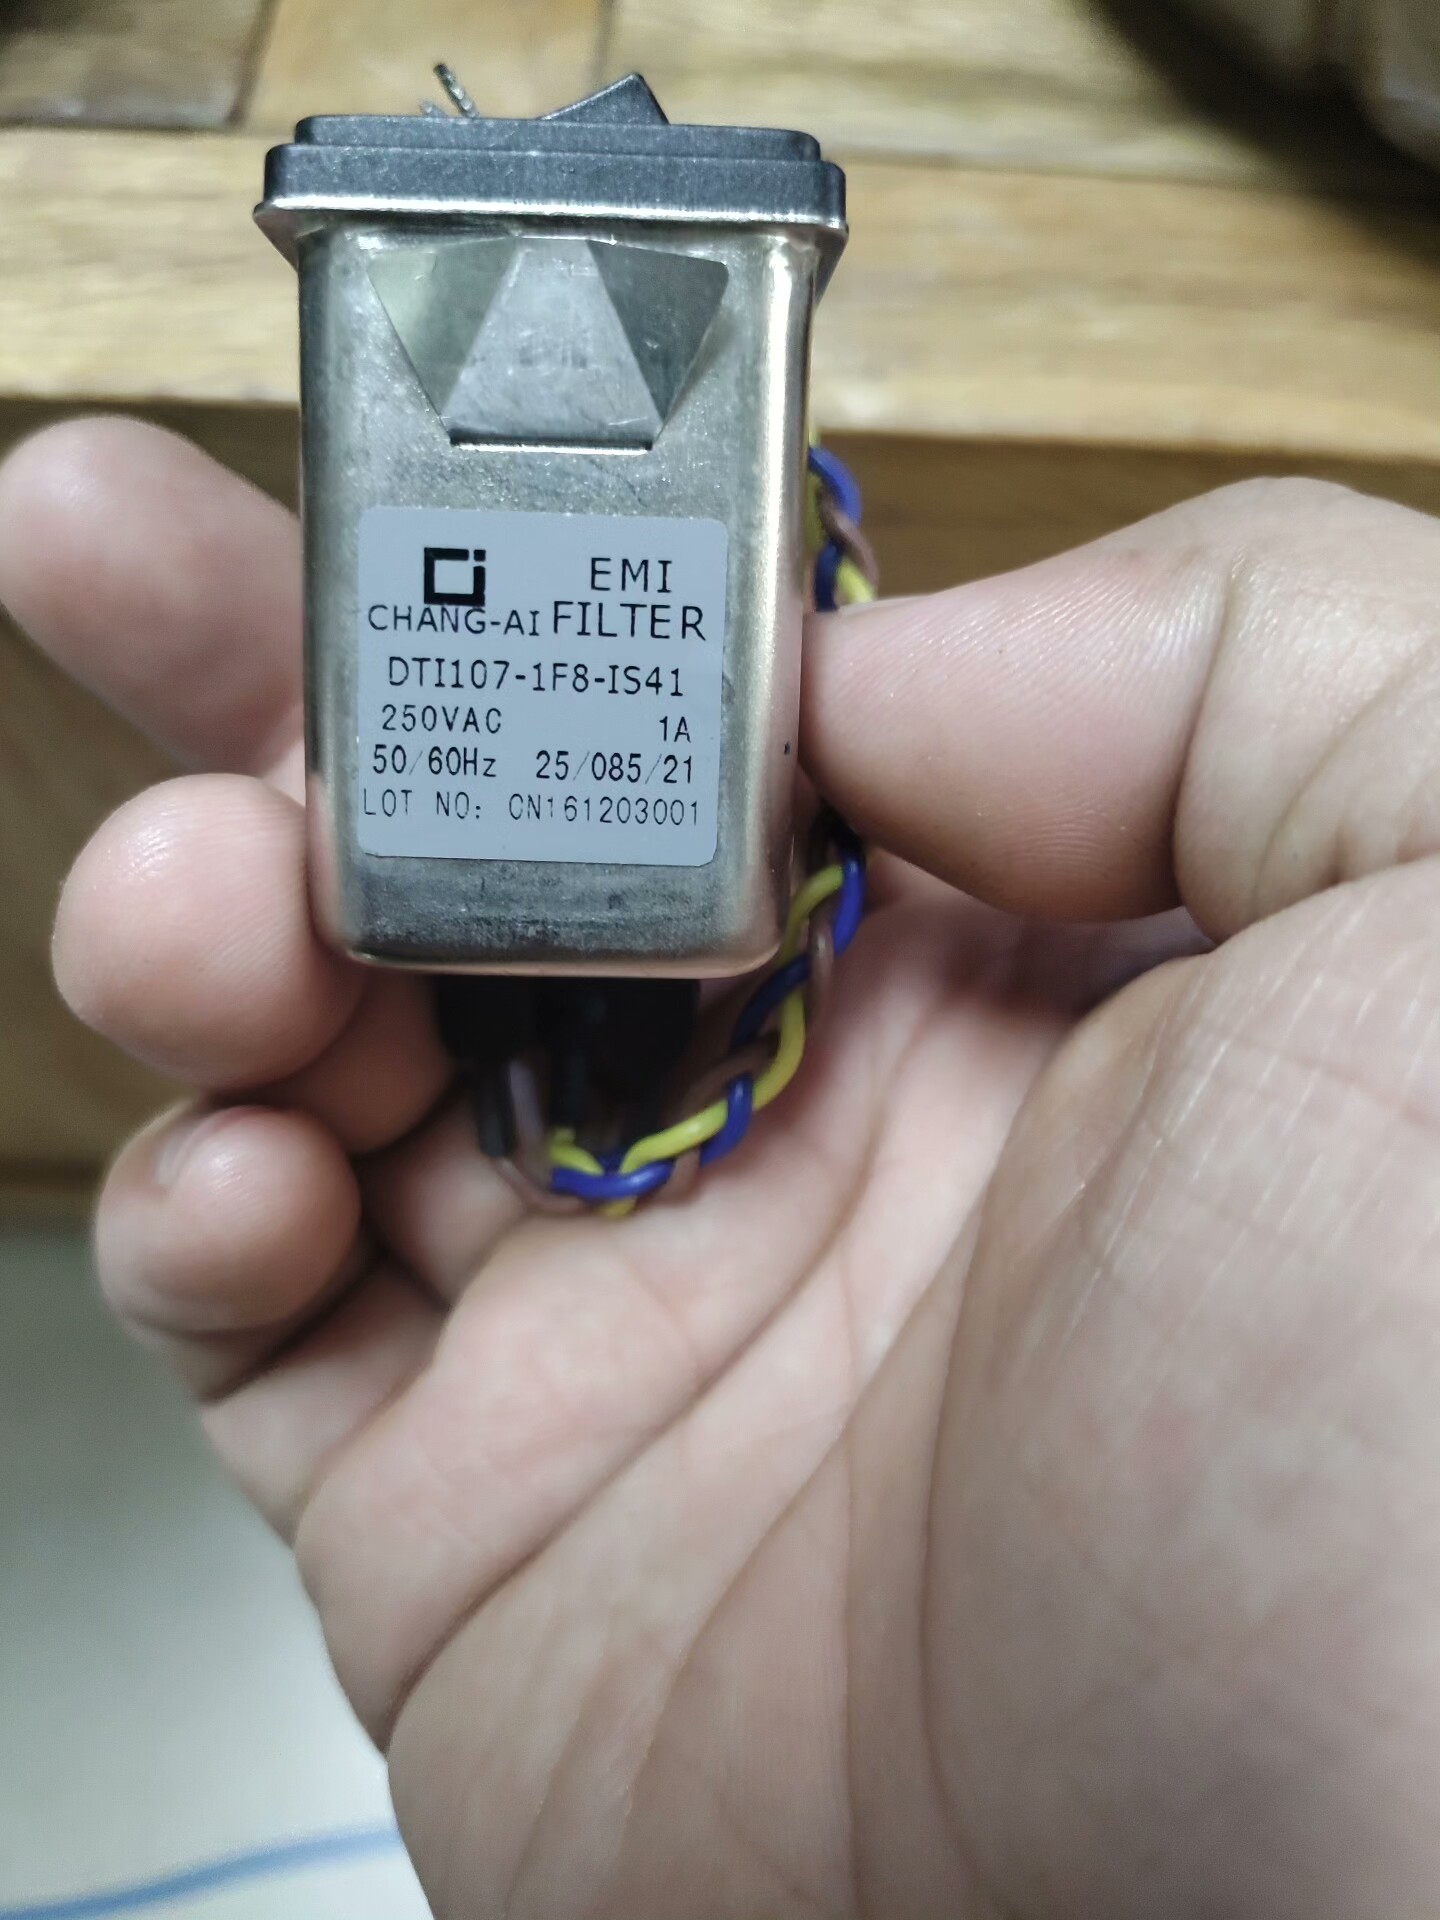 EMI
CHANG-AI FILTER
DTI107-1F8-IS41
250VAC 1A
50/60Hz 25/085/21
LOT NO: CN161203001